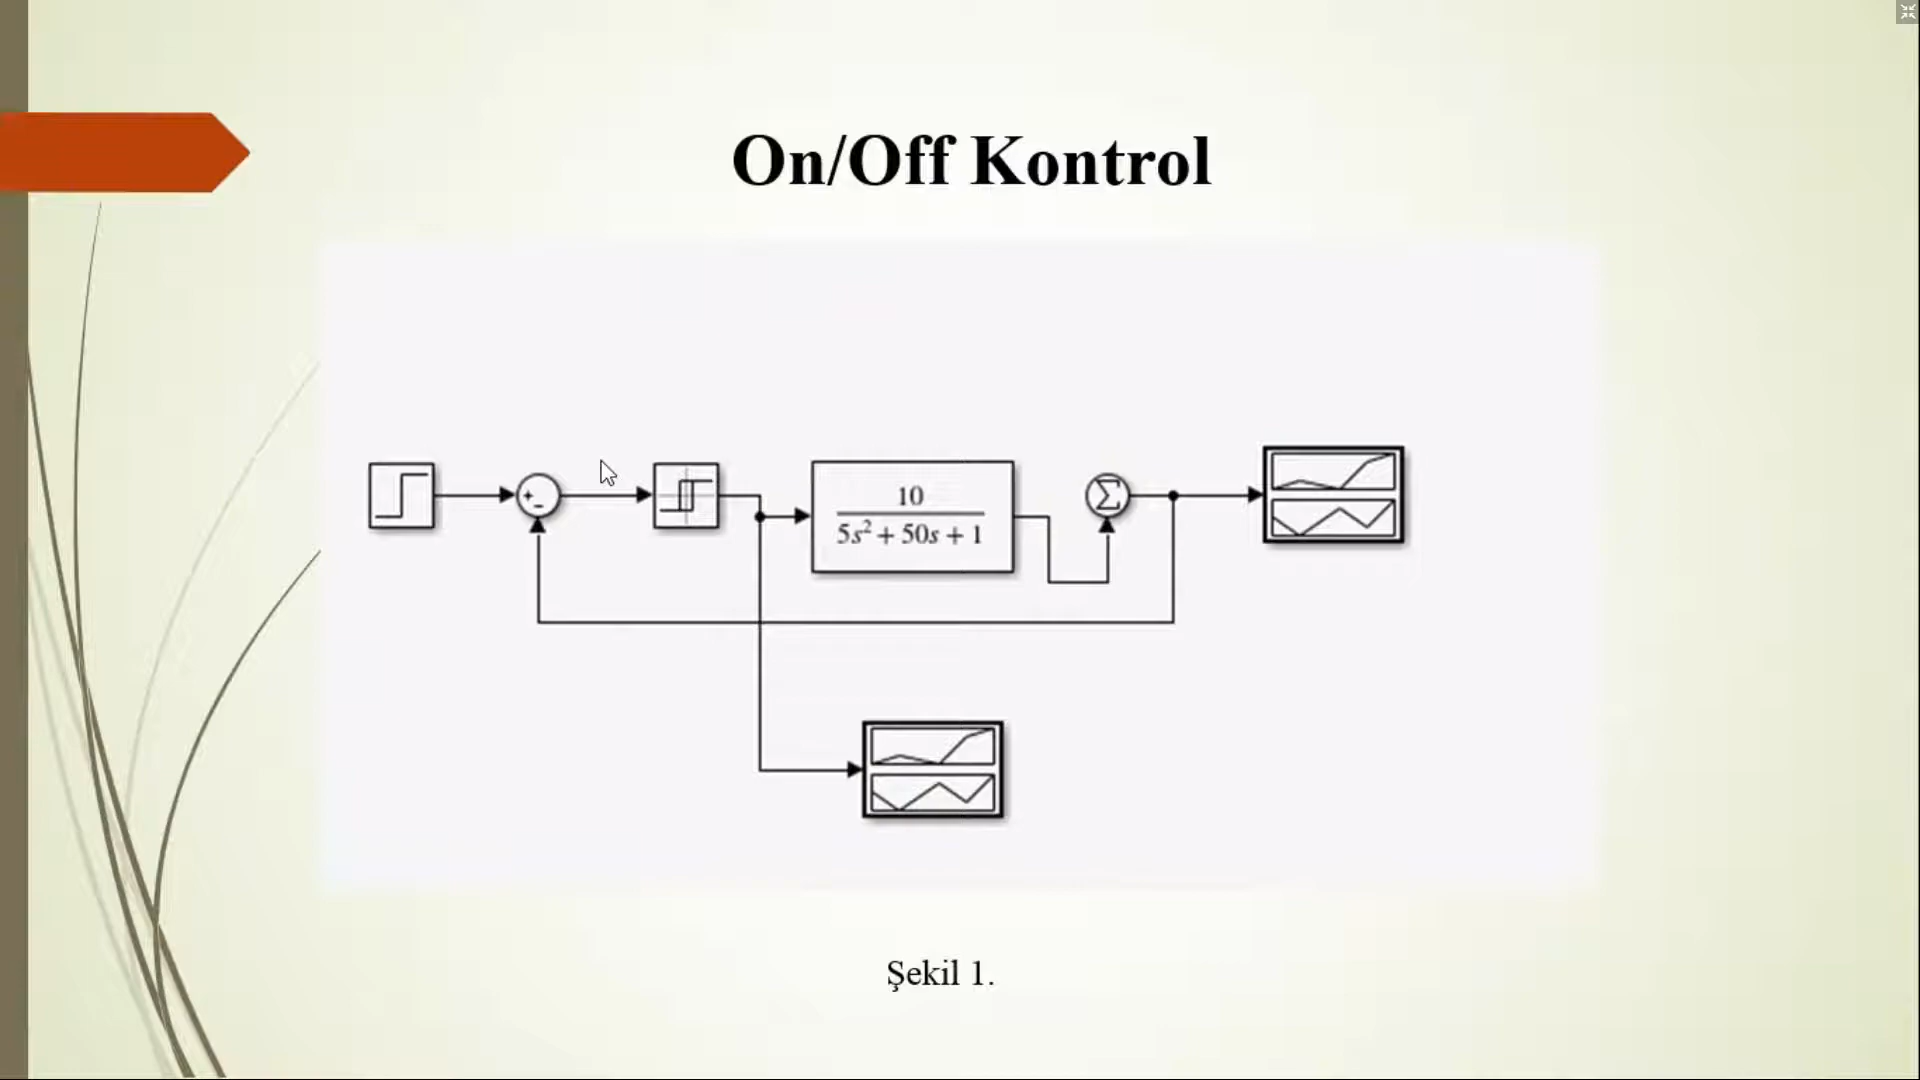 On/Off Kontrol
+
-
10
5s² + 50s + 1
Σ
Şekil 1.